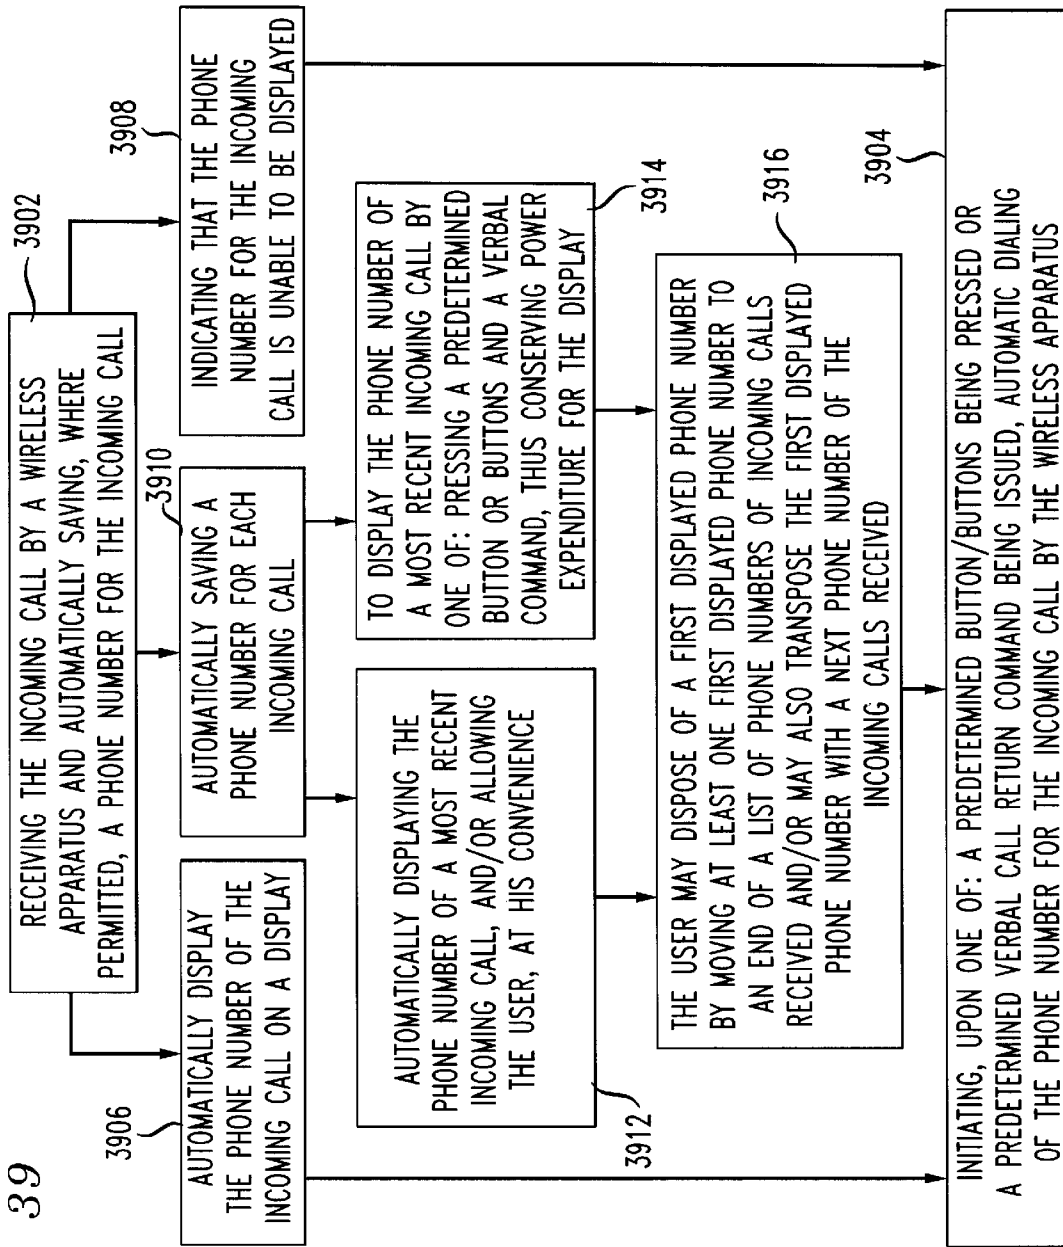 39
RECEIVING THE INCOMING CALL BY A WIRELESS
APPARATUS AND AUTOMATICALLY SAVING, WHERE
PERMITTED, A PHONE NUMBER FOR THE INCOMING CALL
3902
3906
AUTOMATICALLY DISPLAY
THE PHONE NUMBER OF THE
INCOMING CALL ON A DISPLAY
3910
AUTOMATICALLY SAVING A
PHONE NUMBER FOR EACH
INCOMING CALL
3908
INDICATING THAT THE PHONE
NUMBER FOR THE INCOMING
CALL IS UNABLE TO BE DISPLAYED
AUTOMATICALLY DISPLAYING THE
PHONE NUMBER OF A MOST RECENT
INCOMING CALL, AND/OR ALLOWING
THE USER, AT HIS CONVENIENCE
3912
TO DISPLAY THE PHONE NUMBER OF
A MOST RECENT INCOMING CALL BY
ONE OF: PRESSING A PREDETERMINED
BUTTON OR BUTTONS AND A VERBAL
COMMAND, THUS CONSERVING POWER
EXPENDITURE FOR THE DISPLAY
3914
THE USER MAY DISPOSE OF A FIRST DISPLAYED PHONE NUMBER
BY MOVING AT LEAST ONE FIRST DISPLAYED PHONE NUMBER TO
AN END OF A LIST OF PHONE NUMBERS OF INCOMING CALLS
RECEIVED AND/OR MAY ALSO TRANSPOSE THE FIRST DISPLAYED
PHONE NUMBER WITH A NEXT PHONE NUMBER OF THE
INCOMING CALLS RECEIVED
3916
3904
INITIATING, UPON ONE OF: A PREDETERMINED BUTTON/BUTTONS BEING PRESSED OR
A PREDETERMINED VERBAL CALL RETURN COMMAND BEING ISSUED, AUTOMATIC DIALING
OF THE PHONE NUMBER FOR THE INCOMING CALL BY THE WIRELESS APPARATUS